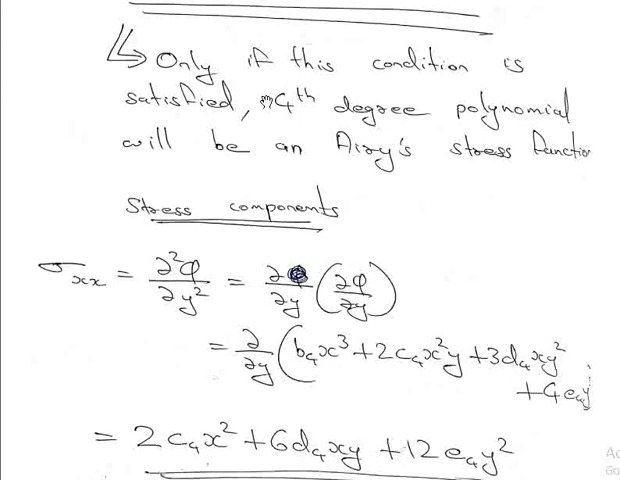 ↳ Only if this condition is
satisfied, 4th degree polynomial
will be an Airy's stress function
Stress components
σxx = ∂²φ/∂y² = ∂/∂y (∂φ/∂y)
= ∂/∂y (b₄x³ + 2c₄x²y + 3d₄xy²
+ 4e₄y
= 2c₄x² + 6d₄xy + 12e₄y²